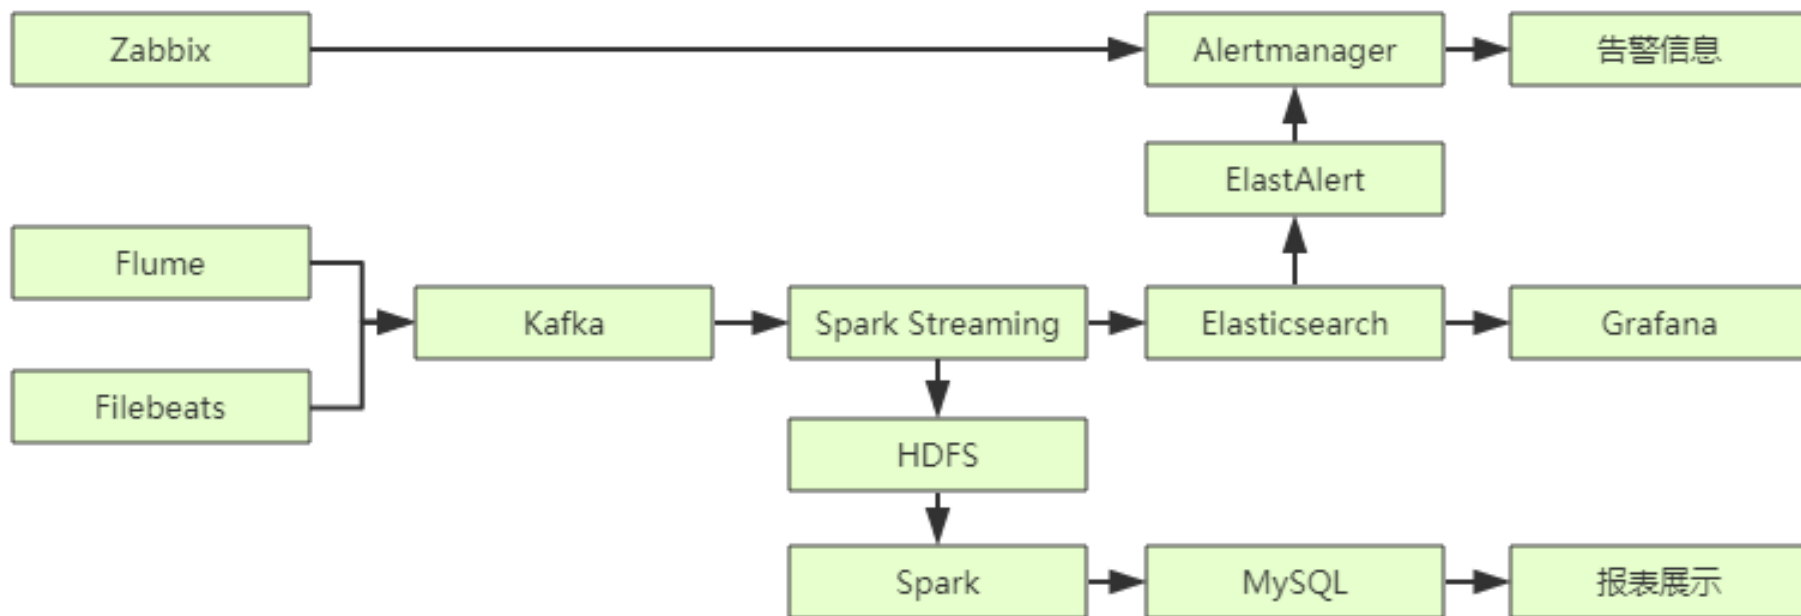 Zabbix
Alertmanager
告警信息
ElastAlert
Flume
Kafka
Spark Streaming
Elasticsearch
Grafana
Filebeats
HDFS
Spark
MySQL
报表展示